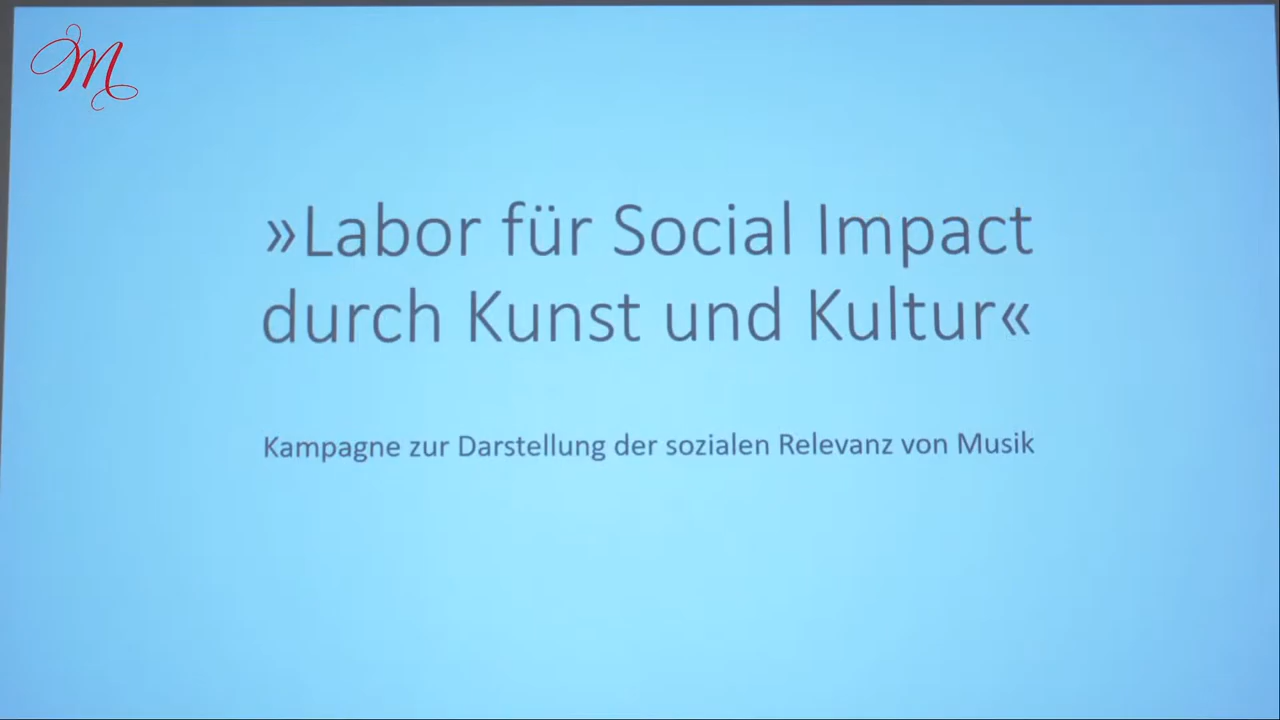 M
»Labor für Social Impact
durch Kunst und Kultur«
Kampagne zur Darstellung der sozialen Relevanz von Musik